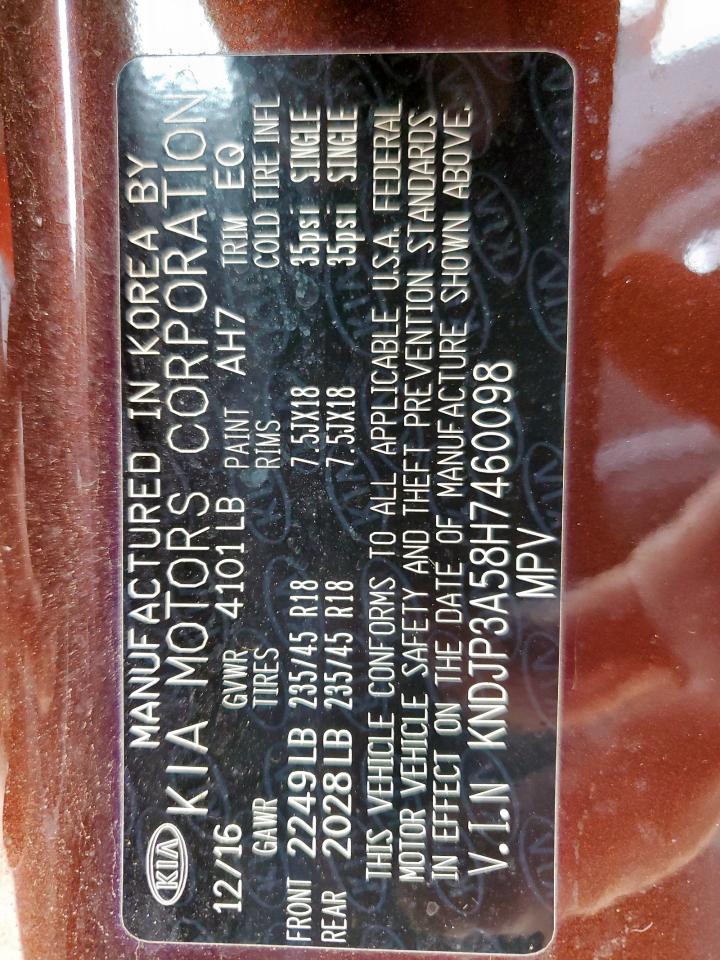 KIA
MANUFACTURED IN KOREA BY
KIA MOTORS CORPORATION
12/16 GVWR 4101LB PAINT AH7 TRIM EQ
GAWR TIRES RIMS COLD TIRE INFL
FRONT 2249LB 235/45 R18 7.5JX18 35psi SINGLE
REAR 2028LB 235/45 R18 7.5JX18 35psi SINGLE
THIS VEHICLE CONFORMS TO ALL APPLICABLE U.S.A. FEDERAL
MOTOR VEHICLE SAFETY AND THEFT PREVENTION STANDARDS
IN EFFECT ON THE DATE OF MANUFACTURE SHOWN ABOVE.
V.I.N KNDJP3A58H7460098
MPV